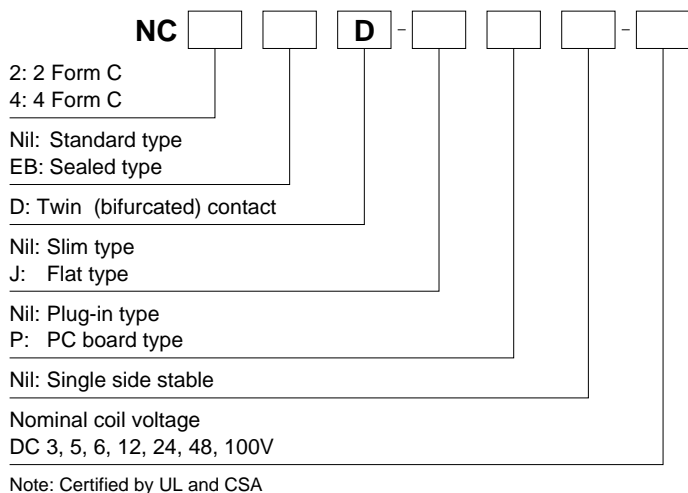 NC D - -
2: 2 Form C
4: 4 Form C
Nil: Standard type
EB: Sealed type
D: Twin (bifurcated) contact
Nil: Slim type
J: Flat type
Nil: Plug-in type
P: PC board type
Nil: Single side stable
Nominal coil voltage
DC 3, 5, 6, 12, 24, 48, 100V
Note: Certified by UL and CSA